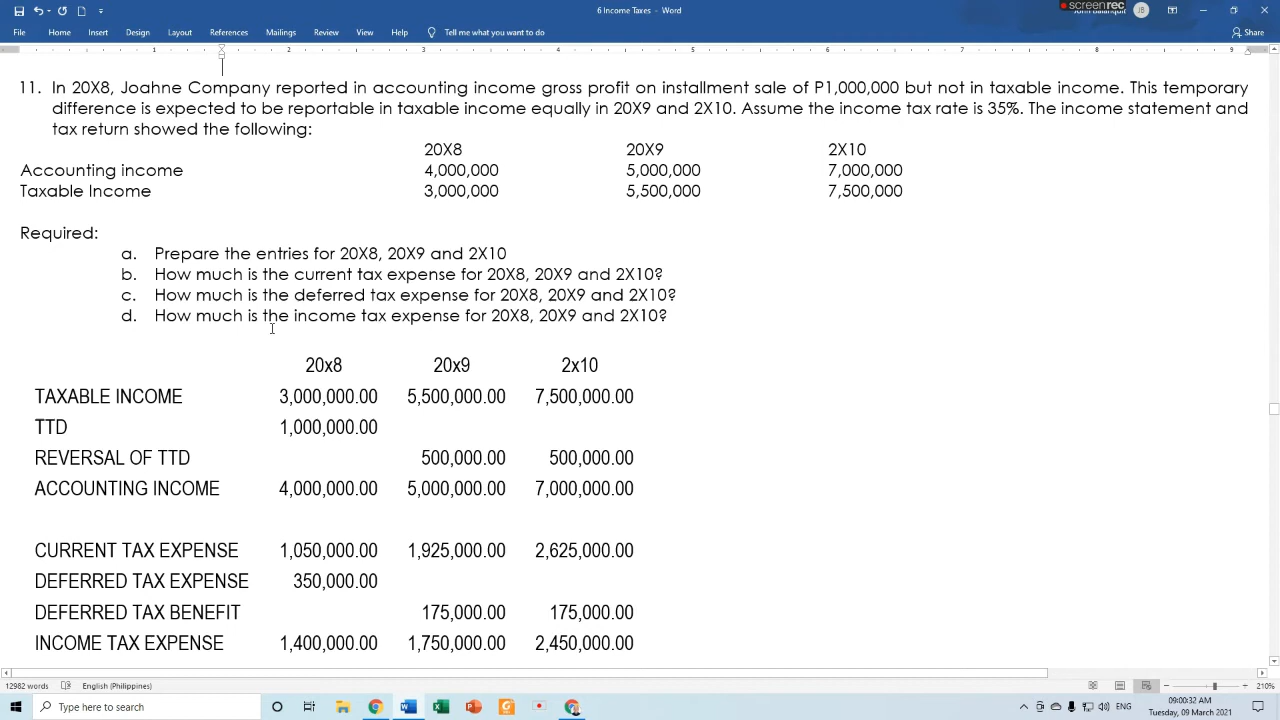 6 Income Taxes - Word
screenrec
John Balanquit
JB
File Home Insert Design Layout References Mailings Review View Help Tell me what you want to do Share
1 2 3 4 5 6 7 8 9
11. In 20X8, Joahne Company reported in accounting income gross profit on installment sale of P1,000,000 but not in taxable income. This temporary
difference is expected to be reportable in taxable income equally in 20X9 and 2X10. Assume the income tax rate is 35%. The income statement and
tax return showed the following:
20X8 20X9 2X10
Accounting income 4,000,000 5,000,000 7,000,000
Taxable Income 3,000,000 5,500,000 7,500,000
Required:
a. Prepare the entries for 20X8, 20X9 and 2X10
b. How much is the current tax expense for 20X8, 20X9 and 2X10?
c. How much is the deferred tax expense for 20X8, 20X9 and 2X10?
d. How much is the income tax expense for 20X8, 20X9 and 2X10?
20x8 20x9 2x10
TAXABLE INCOME 3,000,000.00 5,500,000.00 7,500,000.00
TTD 1,000,000.00
REVERSAL OF TTD 500,000.00 500,000.00
ACCOUNTING INCOME 4,000,000.00 5,000,000.00 7,000,000.00
CURRENT TAX EXPENSE 1,050,000.00 1,925,000.00 2,625,000.00
DEFERRED TAX EXPENSE 350,000.00
DEFERRED TAX BENEFIT 175,000.00 175,000.00
INCOME TAX EXPENSE 1,400,000.00 1,750,000.00 2,450,000.00
12982 words English (Philippines) 210%
Type here to search
ENG
09:00:32 AM
Tuesday, 09 March 2021